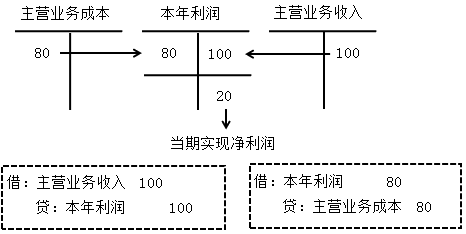 主营业务成本 本年利润 主营业务收入
80 80 100 100
20
当期实现净利润
借：主营业务收入 100
贷：本年利润 100
借：本年利润 80
贷：主营业务成本 80